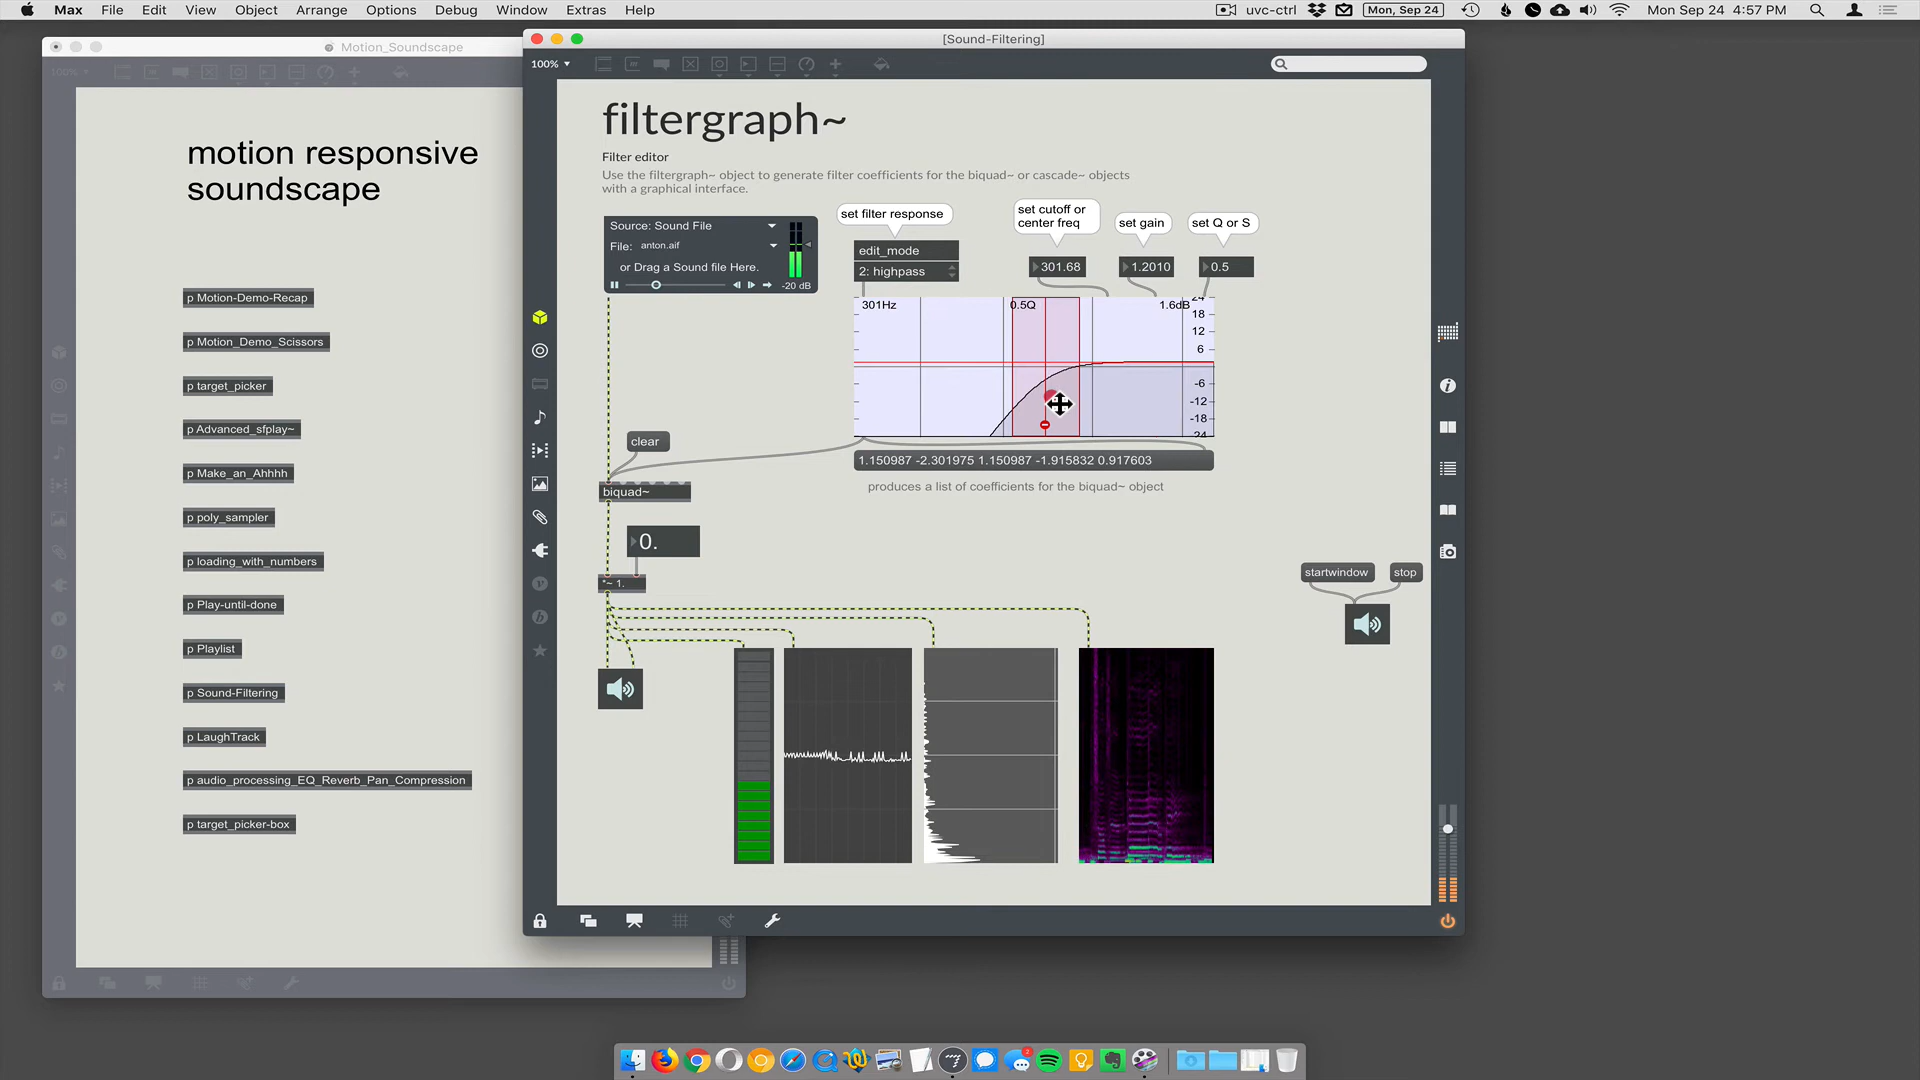 Max File Edit View Object Arrange Options Debug Window Extras Help
uvc-ctrl
Mon, Sep 24
Mon Sep 24 4:57 PM
Motion_Soundscape
100%
motion responsive
soundscape
p Motion-Demo-Recap
p Motion_Demo_Scissors
p target_picker
p Advanced_sfplay~
p Make_an_Ahhhh
p poly_sampler
p loading_with_numbers
p Play-until-done
p Playlist
p Sound-Filtering
p LaughTrack
p audio_processing_EQ_Reverb_Pan_Compression
p target_picker-box
[Sound-Filtering]
100%
filtergraph~
Filter editor
Use the filtergraph~ object to generate filter coefficients for the biquad~ or cascade~ objects
with a graphical interface.
Source: Sound File
File: anton.aif
or Drag a Sound file Here.
-20 dB
set filter response
edit_mode
2: highpass
set cutoff or
center freq
set gain
set Q or S
301.68
1.2010
0.5
301Hz
0.5Q
1.6dB
24
18
12
6
-6
-12
-18
24
1.150987 -2.301975 1.150987 -1.915832 0.917603
produces a list of coefficients for the biquad~ object
clear
biquad~
0.
*~ 1.
startwindow
stop
2